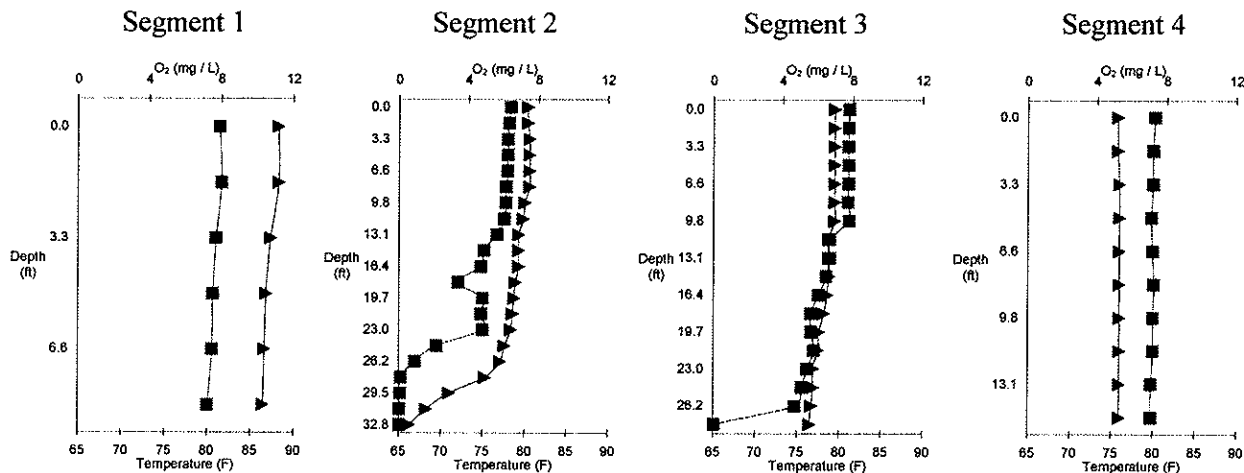 Segment 1
Segment 2
Segment 3
Segment 4
O₂ (mg / L)
O₂ (mg / L)
O₂ (mg / L)
O₂ (mg / L)
0 4 8 12
0 4 8 12
0 4 8 12
0 4 8 12
0.0
3.3
6.6
Depth
(ft)
65 70 75 80 85 90
Temperature (F)
0.0
3.3
6.6
9.8
13.1
16.4
19.7
23.0
26.2
29.5
32.8
Depth
(ft)
65 70 75 80 85 90
Temperature (F)
0.0
3.3
6.6
9.8
13.1
16.4
19.7
23.0
26.2
Depth
(ft)
65 70 75 80 85 90
Temperature (F)
0.0
3.3
6.6
9.8
13.1
Depth
(ft)
65 70 75 80 85 90
Temperature (F)